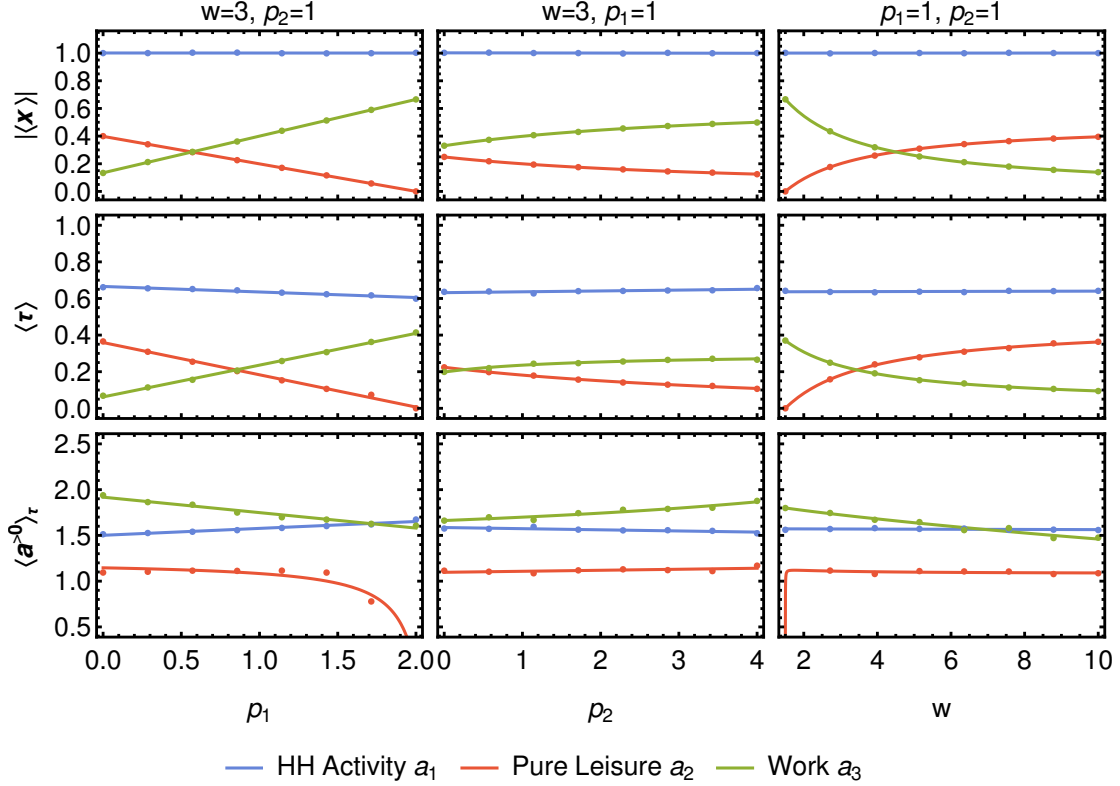 w=3, p₂=1
w=3, p₁=1
p₁=1, p₂=1
|⟨x⟩|
1.0
0.8
0.6
0.4
0.2
0.0
⟨τ⟩
1.0
0.8
0.6
0.4
0.2
0.0
⟨a^{>0}⟩_τ
2.5
2.0
1.5
1.0
0.5
0.0 0.5 1.0 1.5 2.0
0 1 2 3 4
2 4 6 8 10
p₁
p₂
w
HH Activity a₁ Pure Leisure a₂ Work a₃